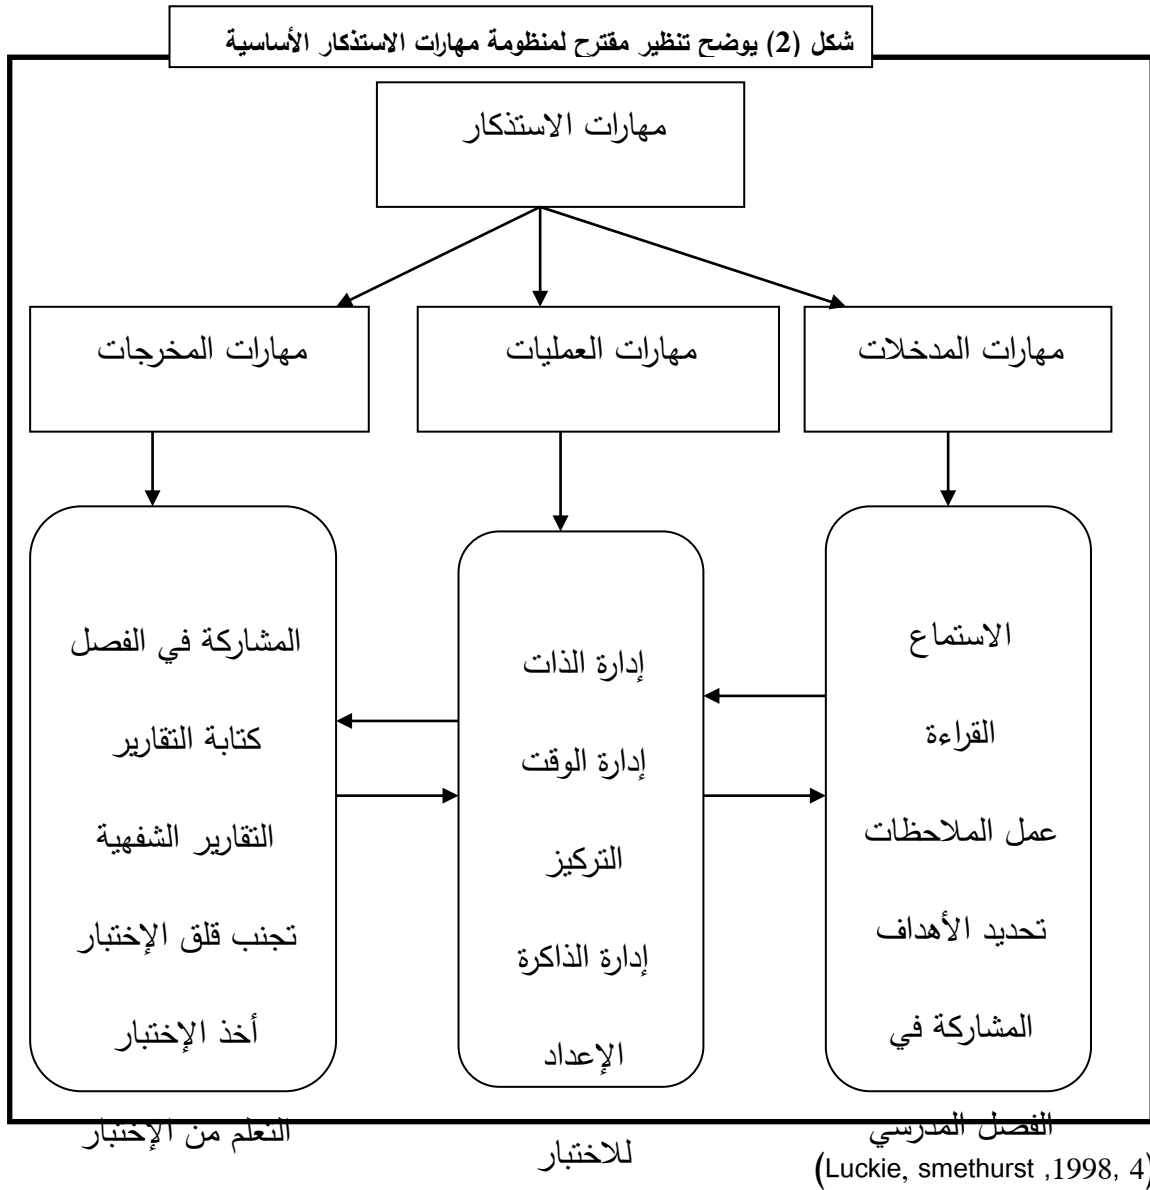 شكل (2) يوضح تنظير مقترح لمنظومة مهارات الاستذكار الأساسية
مهارات الاستذكار
مهارات المدخلات
مهارات العمليات
مهارات المخرجات
الاستماع
القراءة
عمل الملاحظات
تحديد الأهداف
المشاركة في
الفصل المدرسي
إدارة الذات
إدارة الوقت
التركيز
إدارة الذاكرة
الإعداد
للاختبار
المشاركة في الفصل
كتابة التقارير
التقارير الشفهية
تجنب قلق الإختبار
أخذ الإختبار
التعلم من الإختبار
(Luckie, smethurst ,1998, 4)